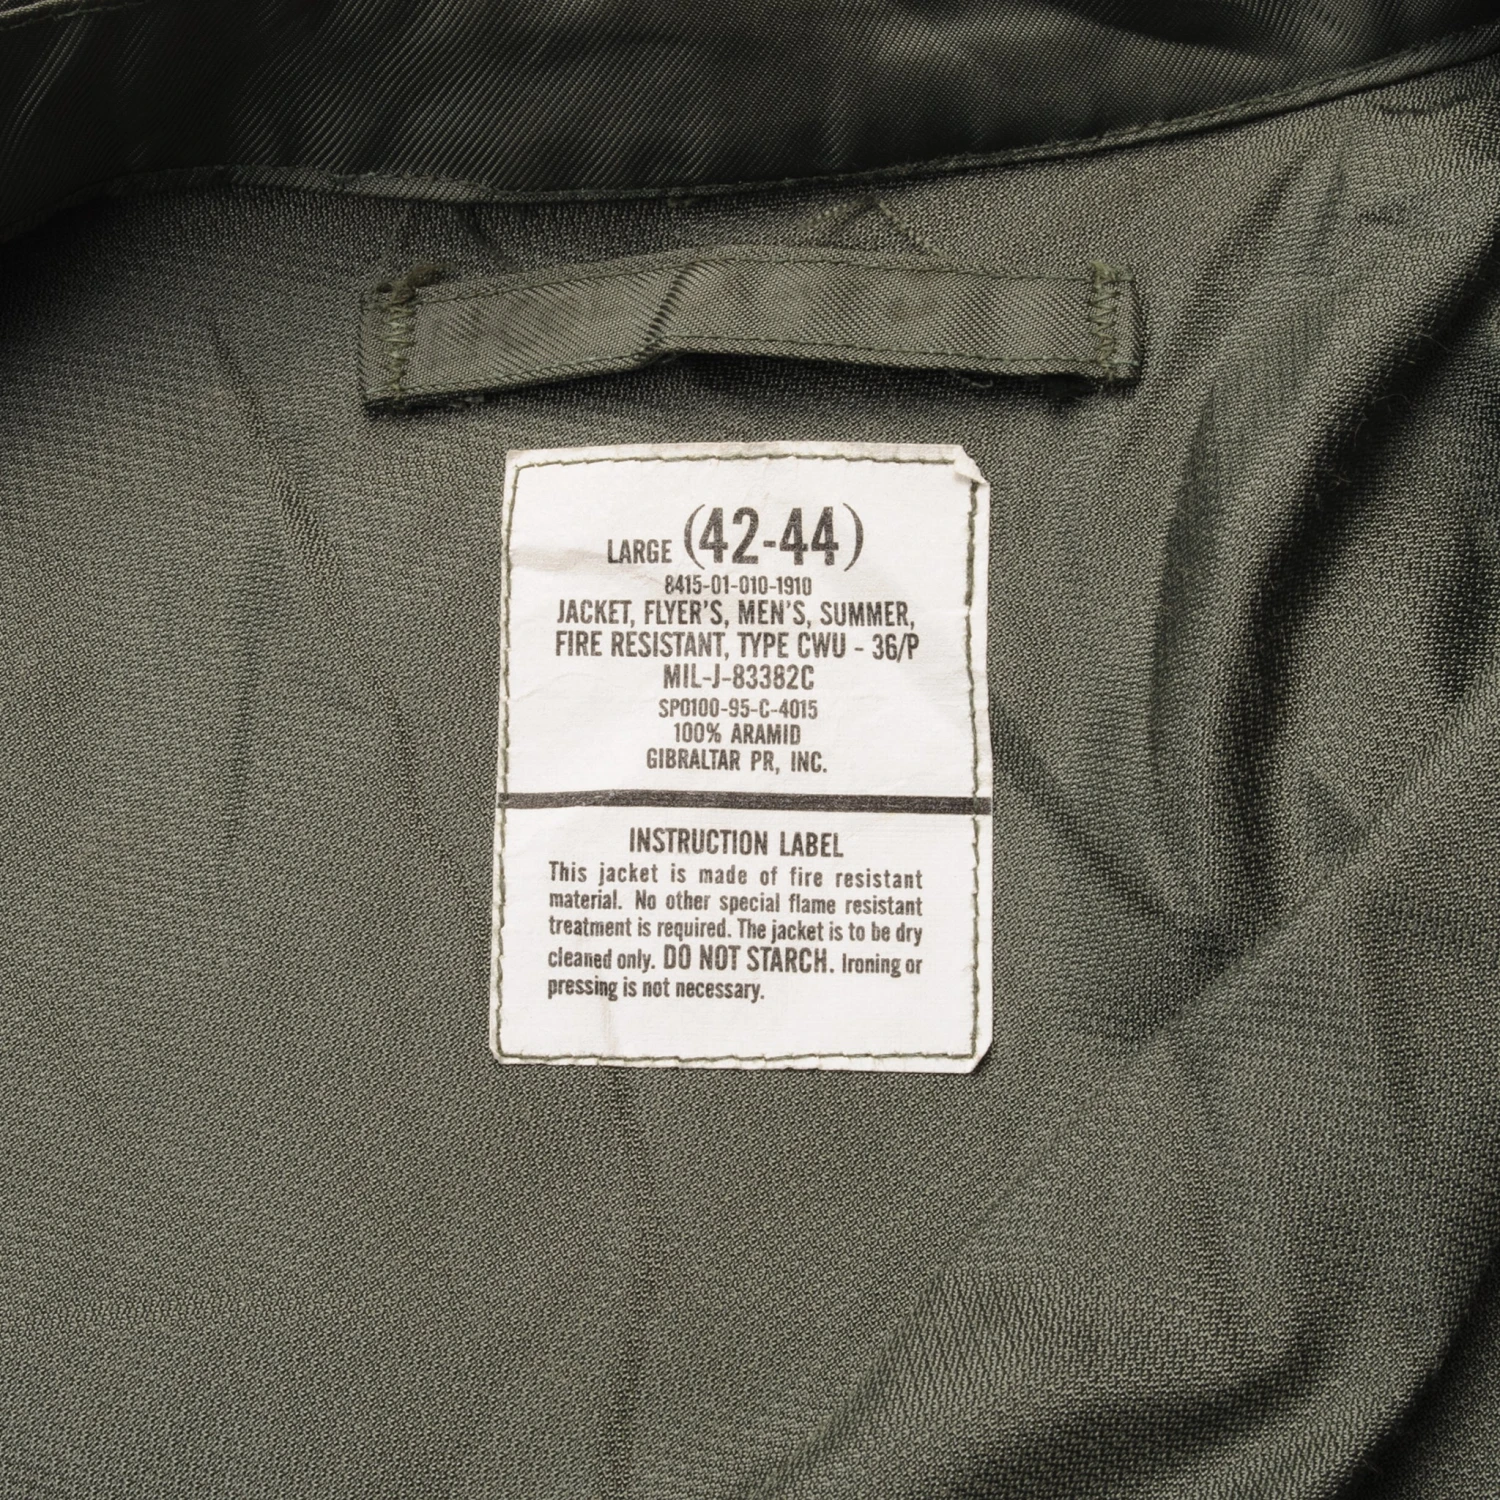 LARGE (42-44)
8415-01-010-1910
JACKET, FLYER'S, MEN'S, SUMMER,
FIRE RESISTANT, TYPE CWU - 36/P
MIL-J-83382C
SP0100-95-C-4015
100% ARAMID
GIBRALTAR PR, INC.
INSTRUCTION LABEL
This jacket is made of fire resistant
material. No other special flame resistant
treatment is required. The jacket is to be dry
cleaned only. DO NOT STARCH. Ironing or
pressing is not necessary.